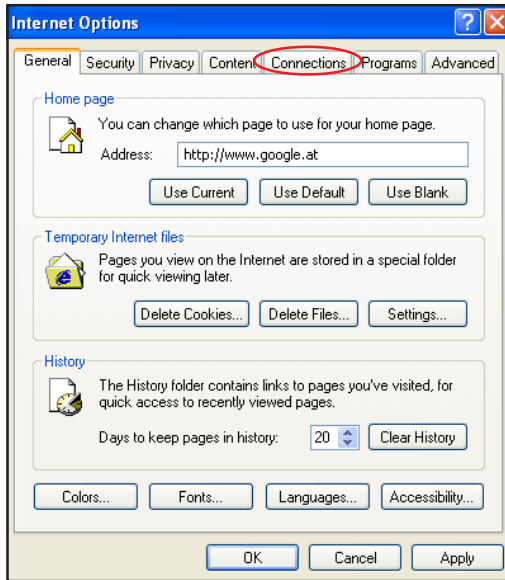 Internet Options
General Security Privacy Content Connections Programs Advanced
Home page
You can change which page to use for your home page.
Address: http://www.google.at
Use Current Use Default Use Blank
Temporary Internet files
Pages you view on the Internet are stored in a special folder
for quick viewing later.
Delete Cookies... Delete Files... Settings...
History
The History folder contains links to pages you've visited, for
quick access to recently viewed pages.
Days to keep pages in history: 20 Clear History
Colors... Fonts... Languages... Accessibility...
OK Cancel Apply